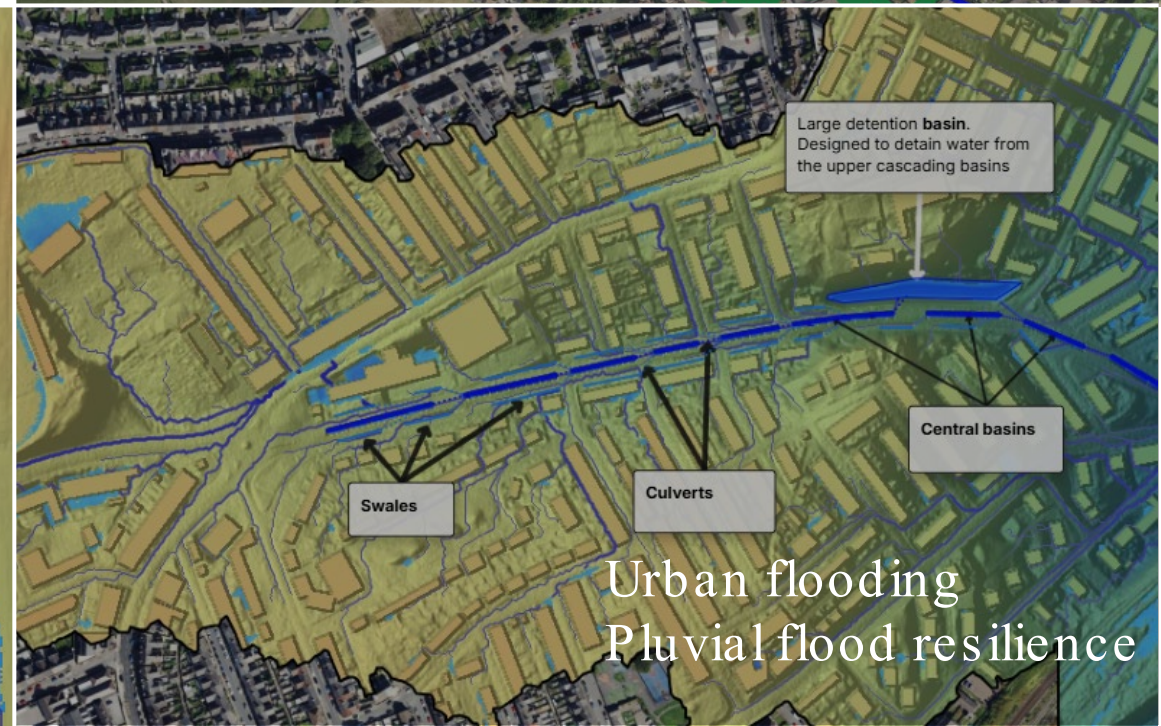 Large detention basin.
Designed to detain water from
the upper cascading basins
Central basins
Swales
Culverts
Urban flooding
Pluvial flood resilience